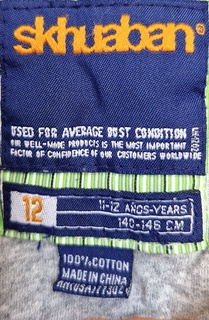 skhuaban®
USED FOR AVERAGE DUST CONDITION
OUR WELL-MADE PRODUCTS IS THE MOST IMPORTANT
FACTOR OF CONFIDENCE OF OUR CUSTOMERS WORLDWIDE
12
11-12 AÑOS-YEARS
140-146 CM
100% COTTON
MADE IN CHINA